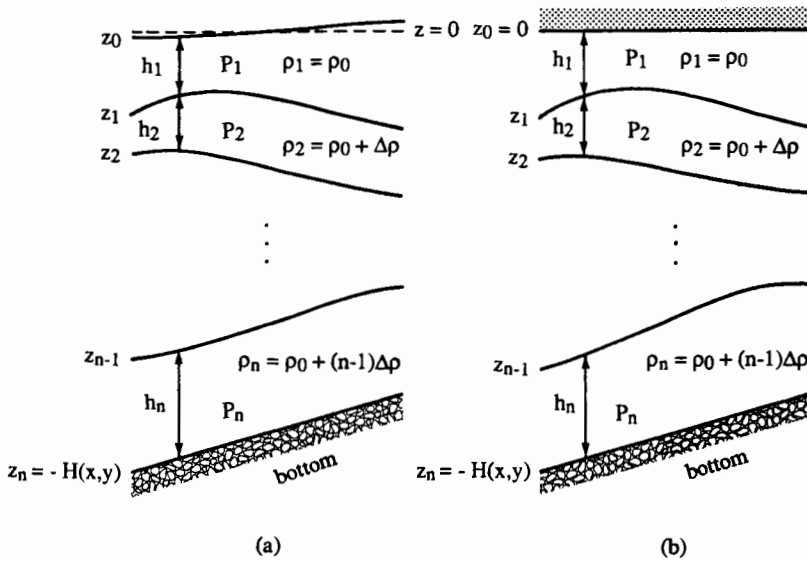 z₀ z = 0
h₁ P₁ ρ₁ = ρ₀
z₁
h₂ P₂ ρ₂ = ρ₀ + Δρ
z₂
zₙ₋₁
ρₙ = ρ₀ + (n-1)Δρ
hₙ Pₙ
zₙ = - H(x,y) bottom
(a)
z₀ = 0
h₁ P₁ ρ₁ = ρ₀
z₁
h₂ P₂ ρ₂ = ρ₀ + Δρ
z₂
zₙ₋₁
ρₙ = ρ₀ + (n-1)Δρ
hₙ Pₙ
zₙ = - H(x,y) bottom
(b)